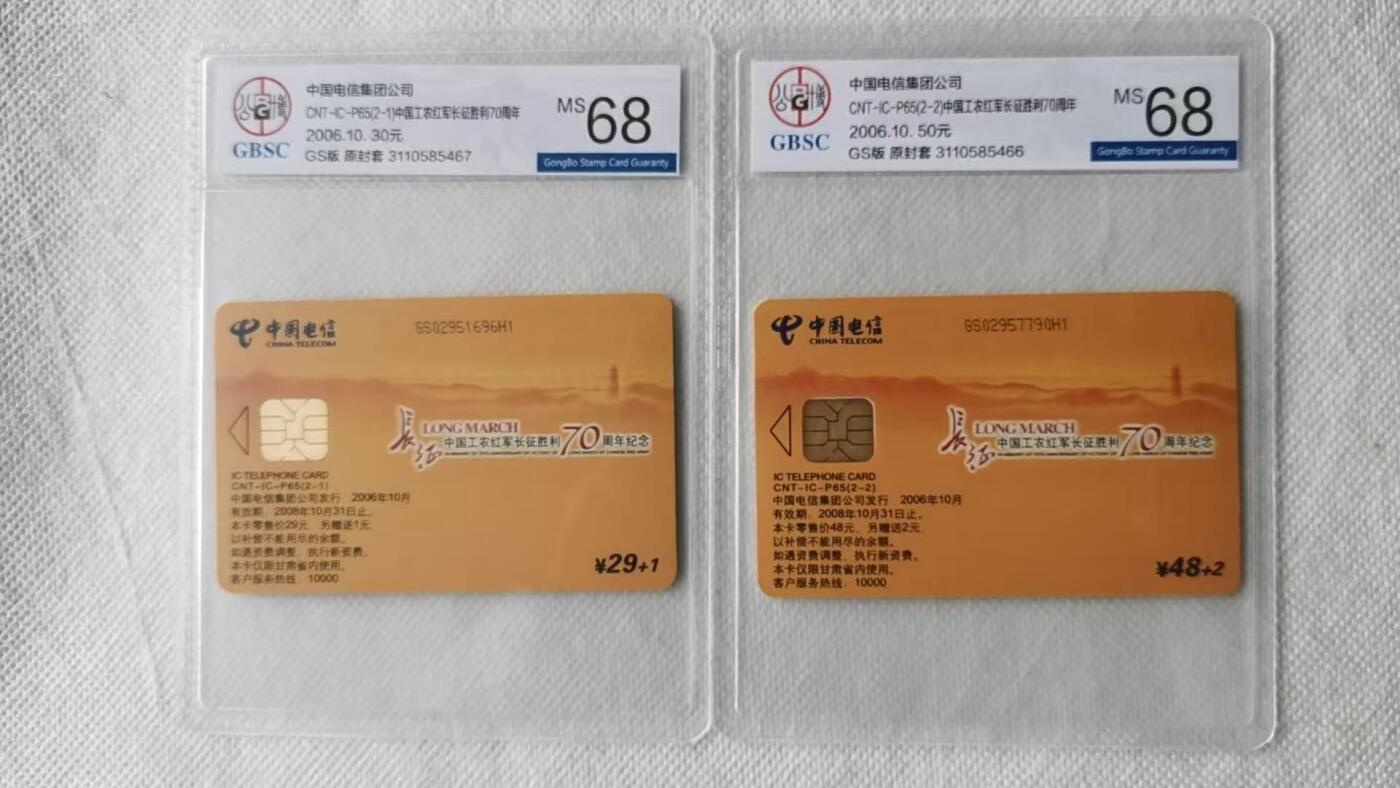 中国电信集团公司
CNT-IC-P65(2-1)中国工农红军长征胜利70周年
2006.10. 30元
GS版 原封套 3110585467
GBSC
MS 68
GongBo Stamp Card Guaranty
中国电信集团公司
CNT-IC-P65(2-2)中国工农红军长征胜利70周年
2006.10. 50元
GS版 原封套 3110585466
GBSC
MS 68
GongBo Stamp Card Guaranty
中国电信
CHINA TELECOM
GS02951696H1
长征
LONG MARCH
中国工农红军长征胜利70周年纪念
IC TELEPHONE CARD
CNT-IC-P65(2-1)
中国电信集团公司发行 2006年10月
有效期：2008年10月31日止。
本卡零售价29元，另赠送1元，
以补偿不能用尽的余额。
如遇资费调整，执行新资费。
本卡仅限甘肃省内使用。
客户服务热线：10000
¥29+1
中国电信
CHINA TELECOM
GS02957790H1
长征
LONG MARCH
中国工农红军长征胜利70周年纪念
IC TELEPHONE CARD
CNT-IC-P65(2-2)
中国电信集团公司发行 2006年10月
有效期：2008年10月31日止。
本卡零售价48元，另赠送2元，
以补偿不能用尽的余额。
如遇资费调整，执行新资费。
本卡仅限甘肃省内使用。
客户服务热线：10000
¥48+2